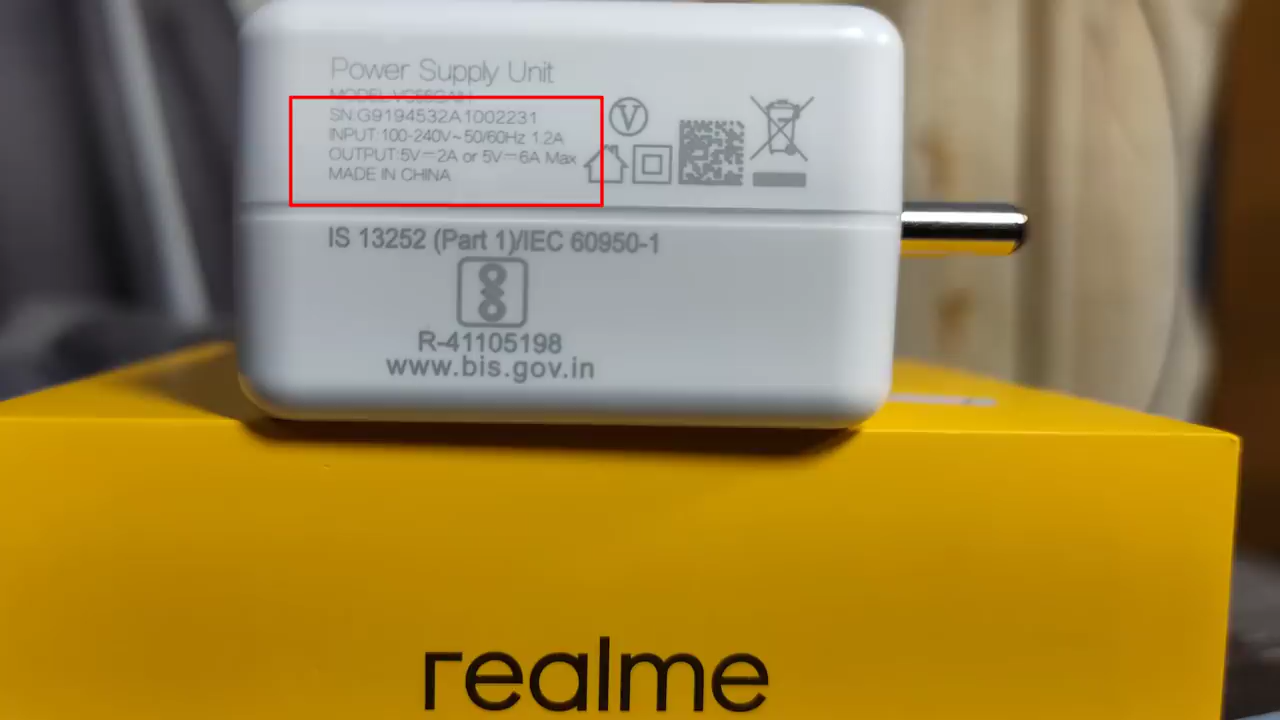 Power Supply Unit
MODEL:
SN:G9194532A1002231
INPUT:100-240V~50/60Hz 1.2A
OUTPUT:5V⎓2A or 5V⎓6A Max
MADE IN CHINA
V
IS 13252 (Part 1)/IEC 60950-1
R-41105198
www.bis.gov.in
realme